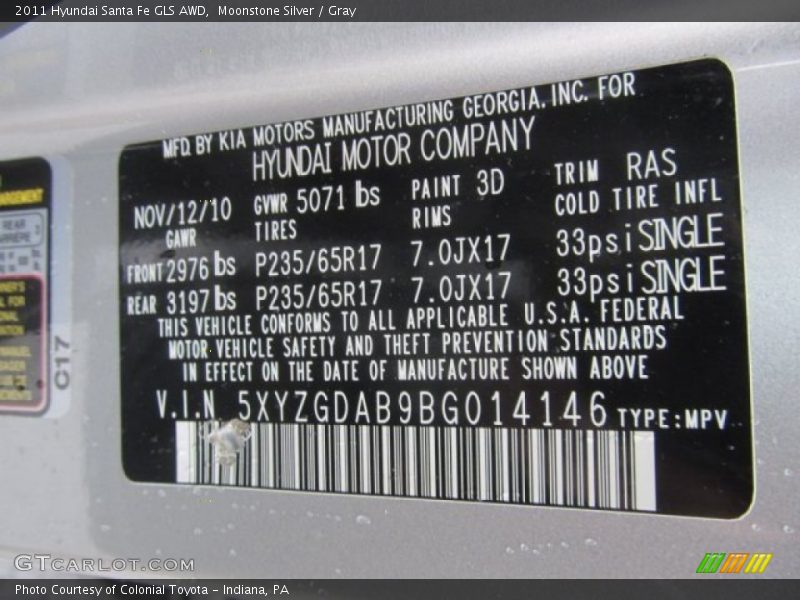 2011 Hyundai Santa Fe GLS AWD,  Moonstone Silver / Gray
MFD. BY KIA MOTORS MANUFACTURING GEORGIA. INC. FOR
HYUNDAI MOTOR COMPANY
NOV/12/10 GVWR 5071 lbs PAINT 3D TRIM RAS
GAWR TIRES RIMS COLD TIRE INFL
FRONT 2976 lbs P235/65R17 7.0JX17 33psi SINGLE
REAR 3197 lbs P235/65R17 7.0JX17 33psi SINGLE
THIS VEHICLE CONFORMS TO ALL APPLICABLE U.S.A. FEDERAL
MOTOR VEHICLE SAFETY AND THEFT PREVENTION STANDARDS
IN EFFECT ON THE DATE OF MANUFACTURE SHOWN ABOVE
V.I.N 5XYZGDAB9BG014146 TYPE:MPV
REAR
C17
GTCARLOT.COM
Photo Courtesy of Colonial Toyota - Indiana, PA